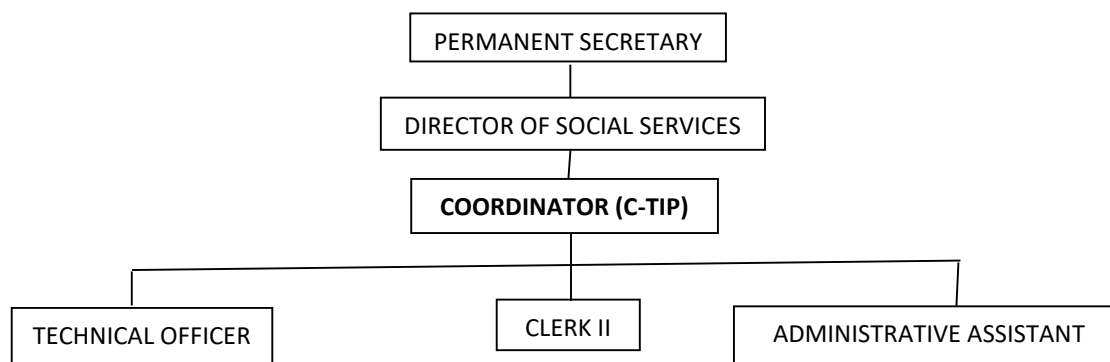 PERMANENT SECRETARY
DIRECTOR OF SOCIAL SERVICES
COORDINATOR (C-TIP)
TECHNICAL OFFICER
CLERK II
ADMINISTRATIVE ASSISTANT